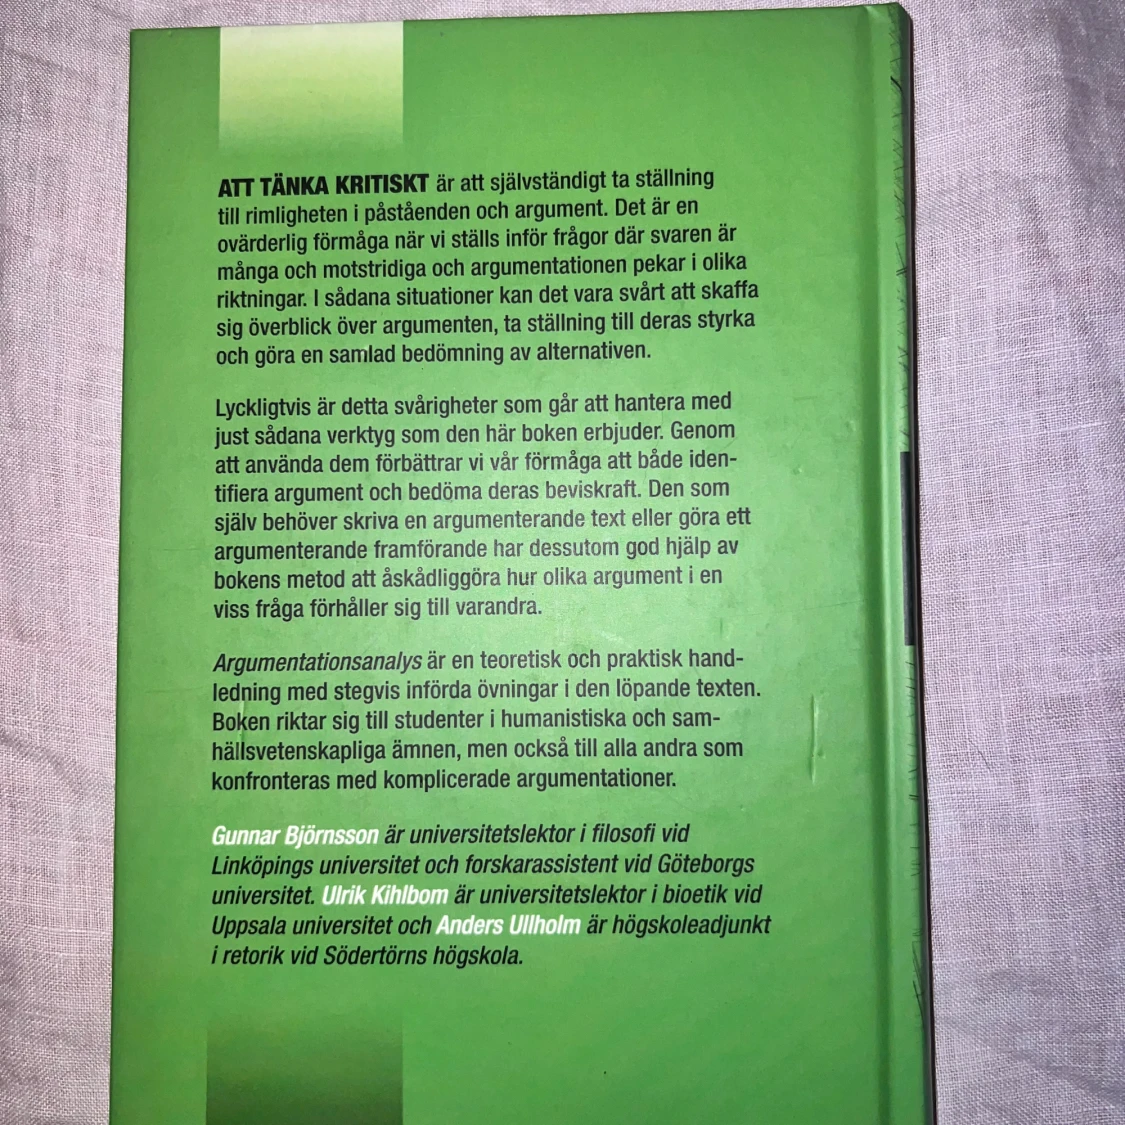 ATT TÄNKA KRITISKT är att självständigt ta ställning
till rimligheten i påståenden och argument. Det är en
ovärderlig förmåga när vi ställs inför frågor där svaren är
många och motstridiga och argumentationen pekar i olika
riktningar. I sådana situationer kan det vara svårt att skaffa
sig överblick över argumenten, ta ställning till deras styrka
och göra en samlad bedömning av alternativen.
Lyckligtvis är detta svårigheter som går att hantera med
just sådana verktyg som den här boken erbjuder. Genom
att använda dem förbättrar vi vår förmåga att både iden-
tifiera argument och bedöma deras beviskraft. Den som
själv behöver skriva en argumenterande text eller göra ett
argumenterande framförande har dessutom god hjälp av
bokens metod att åskådliggöra hur olika argument i en
viss fråga förhåller sig till varandra.
Argumentationsanalys är en teoretisk och praktisk hand-
ledning med stegvis införda övningar i den löpande texten.
Boken riktar sig till studenter i humanistiska och sam-
hällsvetenskapliga ämnen, men också till alla andra som
konfronteras med komplicerade argumentationer.
Gunnar Björnsson är universitetslektor i filosofi vid
Linköpings universitet och forskarassistent vid Göteborgs
universitet. Ulrik Kihlbom är universitetslektor i bioetik vid
Uppsala universitet och Anders Ullholm är högskoleadjunkt
i retorik vid Södertörns högskola.